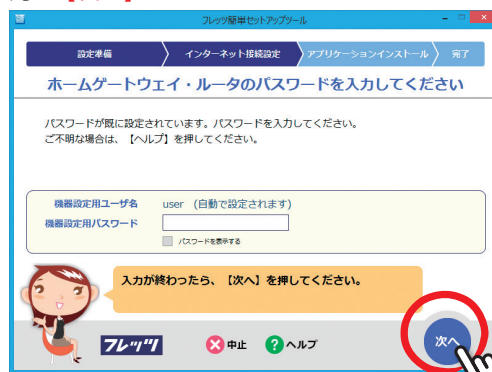 フレッツ簡単セットアップツール
設定準備 インターネット接続設定 アプリケーションインストール 完了
ホームゲートウェイ・ルータのパスワードを入力してください
パスワードが既に設定されています。パスワードを入力してください。
ご不明な場合は、【ヘルプ】を押してください。
機器設定用ユーザ名 user (自動で設定されます)
機器設定用パスワード
パスワードを表示する
入力が終わったら、【次へ】を押してください。
フレッツ 中止 ?ヘルプ 次へ